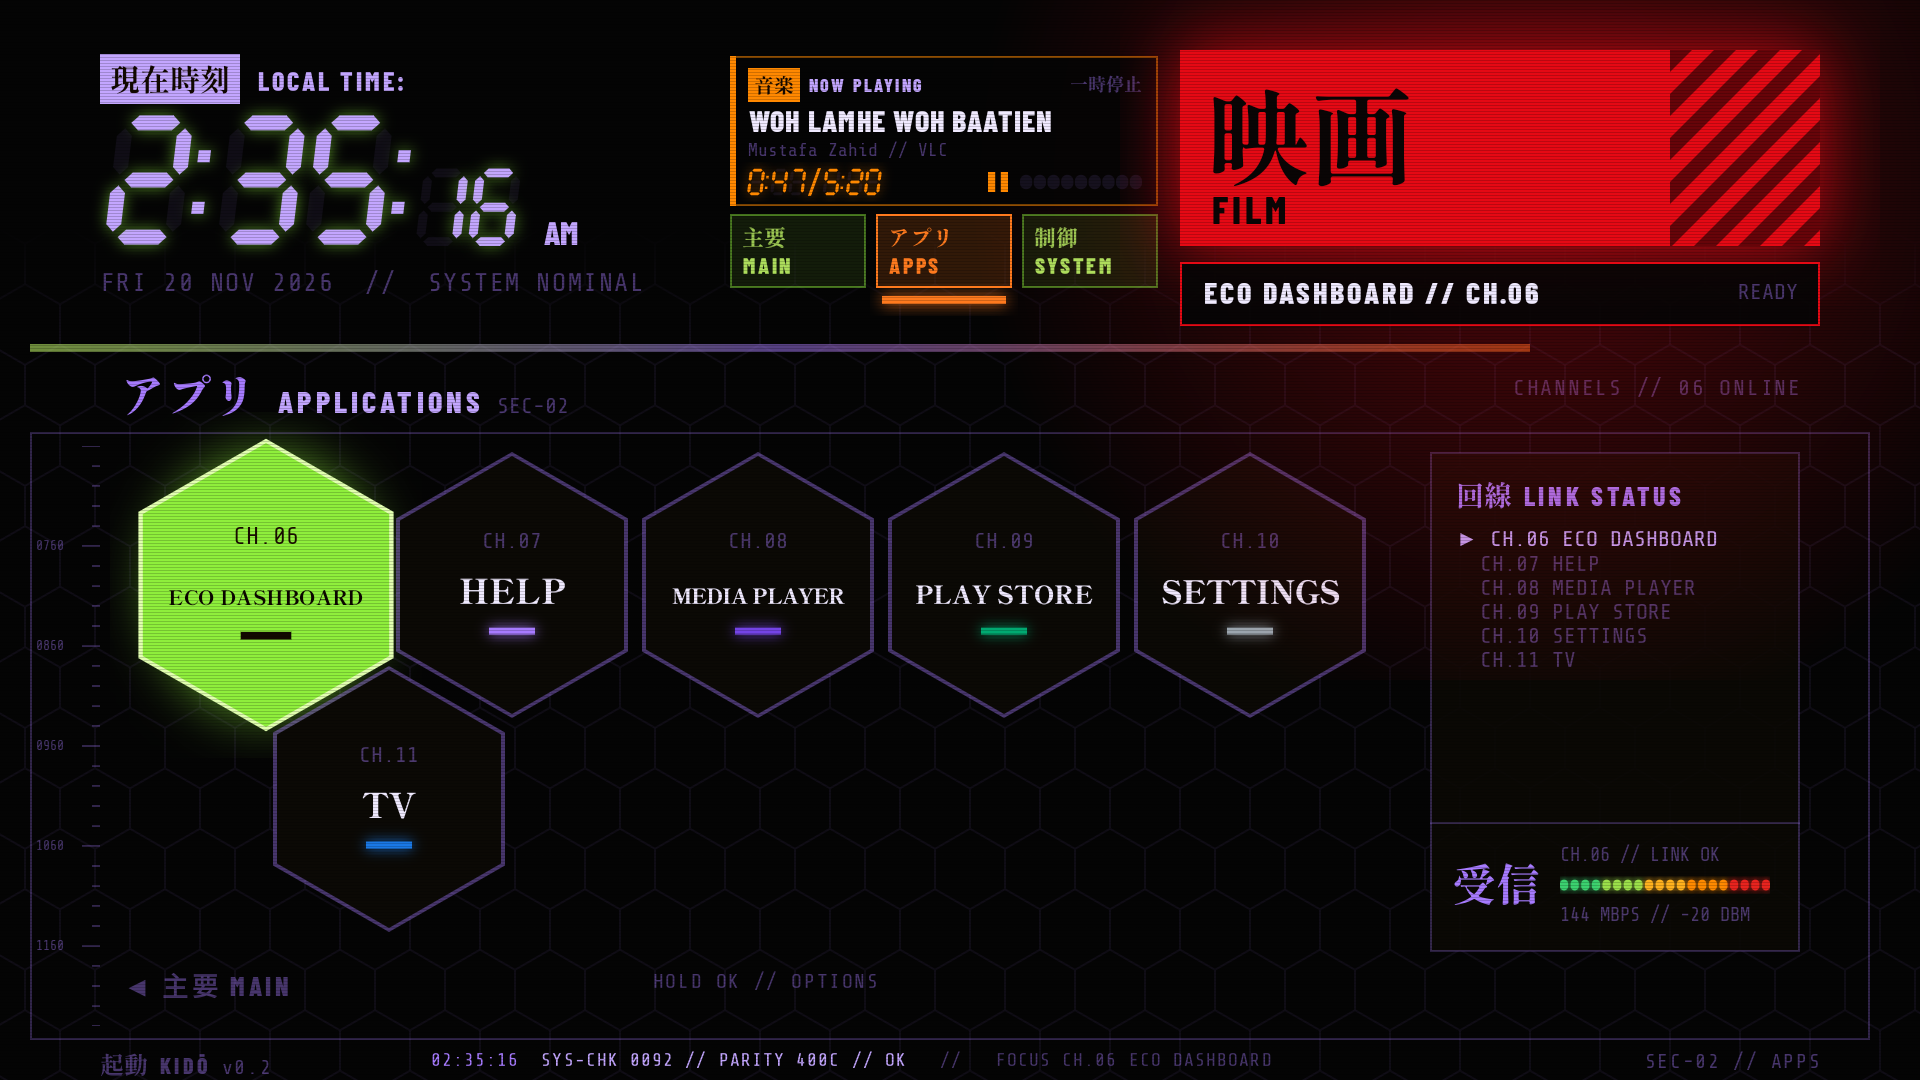 現在時刻 LOCAL TIME:
2:35:16 AM
FRI 20 NOV 2026 // SYSTEM NOMINAL
音楽 NOW PLAYING 一時停止
WOH LAMHE WOH BAATIEN
Mustafa Zahid // VLC
0:47/5:20
主要
MAIN
アプリ
APPS
制御
SYSTEM
映画
FILM
ECO DASHBOARD // CH.06 READY
アプリ APPLICATIONS SEC-02
CHANNELS // 06 ONLINE
0760
0860
0960
1060
1160
CH.06
ECO DASHBOARD
CH.07
HELP
CH.08
MEDIA PLAYER
CH.09
PLAY STORE
CH.10
SETTINGS
CH.11
TV
回線 LINK STATUS
▶ CH.06 ECO DASHBOARD
CH.07 HELP
CH.08 MEDIA PLAYER
CH.09 PLAY STORE
CH.10 SETTINGS
CH.11 TV
受信
CH.06 // LINK OK
144 MBPS // -20 DBM
◀ 主要 MAIN
HOLD OK // OPTIONS
起動 KIDŌ v0.2
02:35:16 SYS-CHK 0092 // PARITY 400C // OK // FOCUS CH.06 ECO DASHBOARD
SEC-02 // APPS